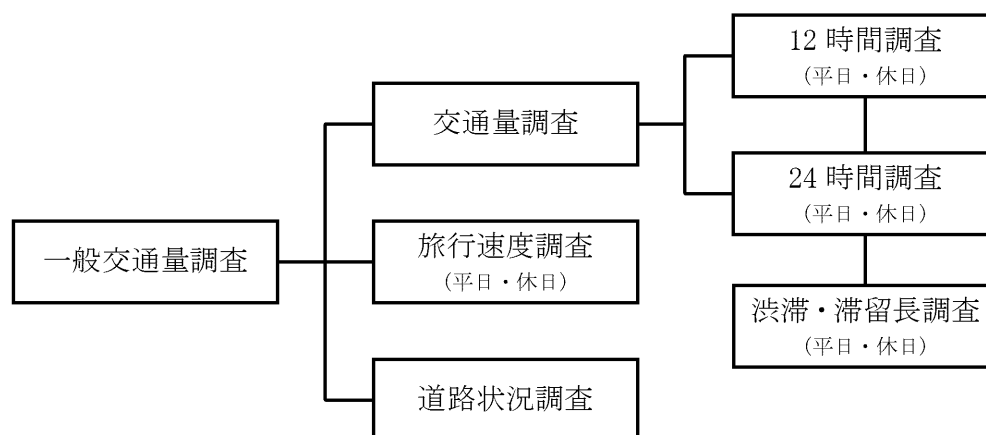 一般交通量調査
交通量調査
旅行速度調査
(平日・休日)
道路状況調査
12 時間調査
(平日・休日)
24 時間調査
(平日・休日)
渋滞・滞留長調査
(平日・休日)